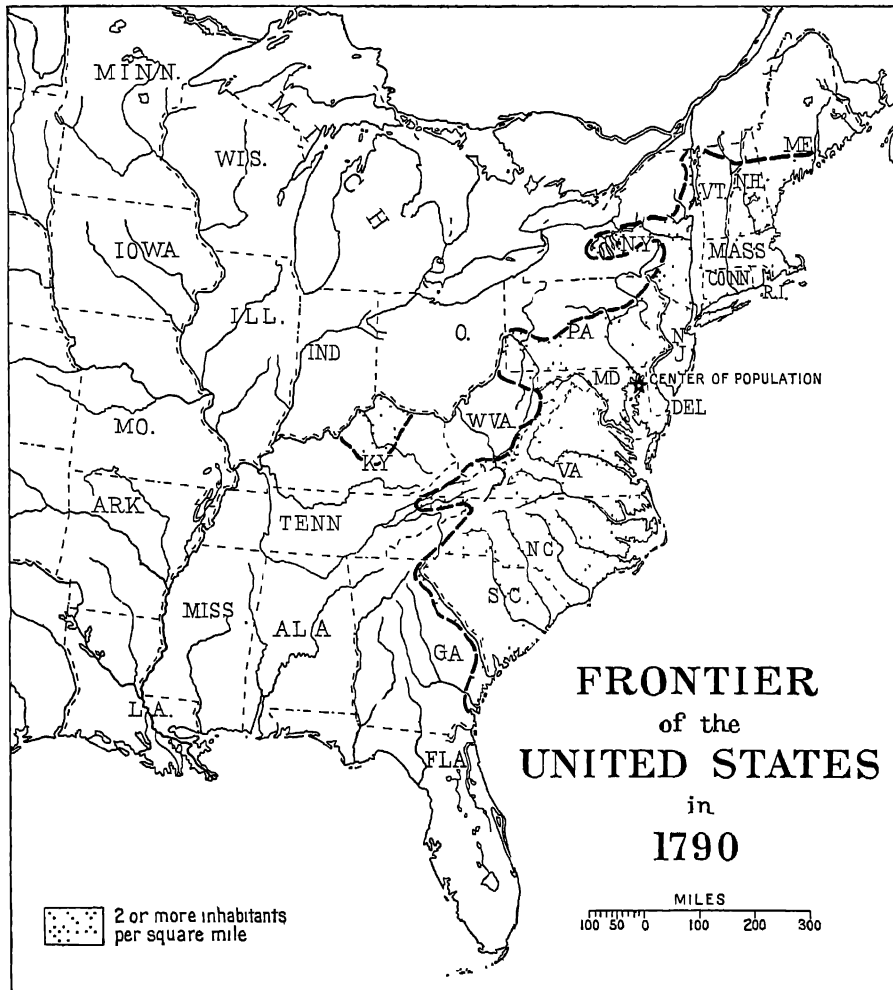 MINN.
WIS.
MICH
IOWA
ILL.
IND
O.
PA
N.Y.
VT.
N.H.
ME
MASS
CONN
R.I.
N
J
MD
CENTER OF POPULATION
DEL
W.VA.
VA
KY
MO.
ARK
TENN
N C
S C.
MISS
ALA
GA
LA.
FLA
FRONTIER
of the
UNITED STATES
in
1790
MILES
100 50 0 100 200 300
2 or more inhabitants
per square mile